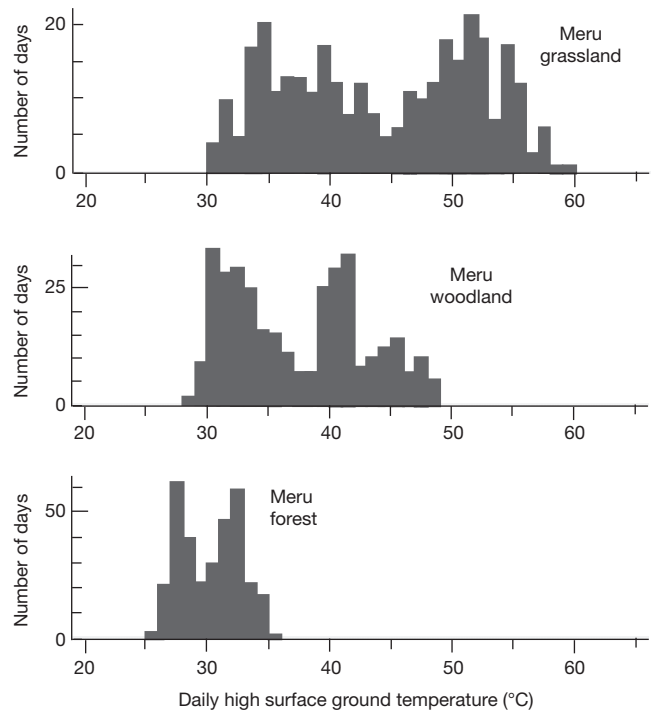 Number of days
20
0
Meru
grassland
20 30 40 50 60
Number of days
25
0
Meru
woodland
20 30 40 50 60
Number of days
50
0
Meru
forest
20 30 40 50 60
Daily high surface ground temperature (°C)